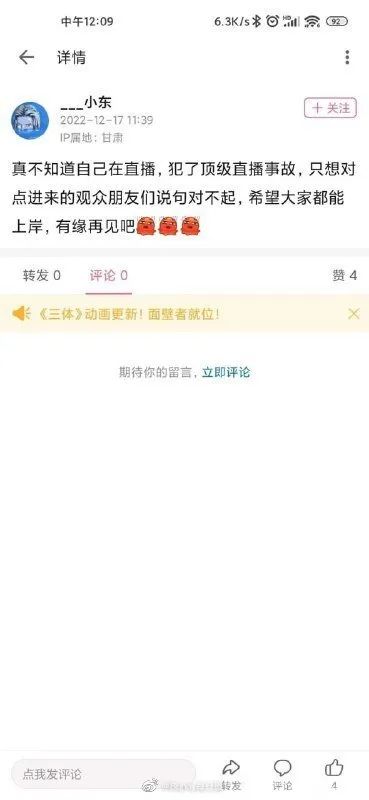 中午12:09
6.3K/s
HD
92
详情
___小东
2022-12-17 11:39
IP属地: 甘肃
+ 关注
真不知道自己在直播，犯了顶级直播事故，只想对
点进来的观众朋友们说句对不起，希望大家都能
上岸，有缘再见吧
转发 0
评论 0
赞 4
《三体》动画更新！面壁者就位！
期待你的留言，立即评论
点我发评论
转发
评论
4